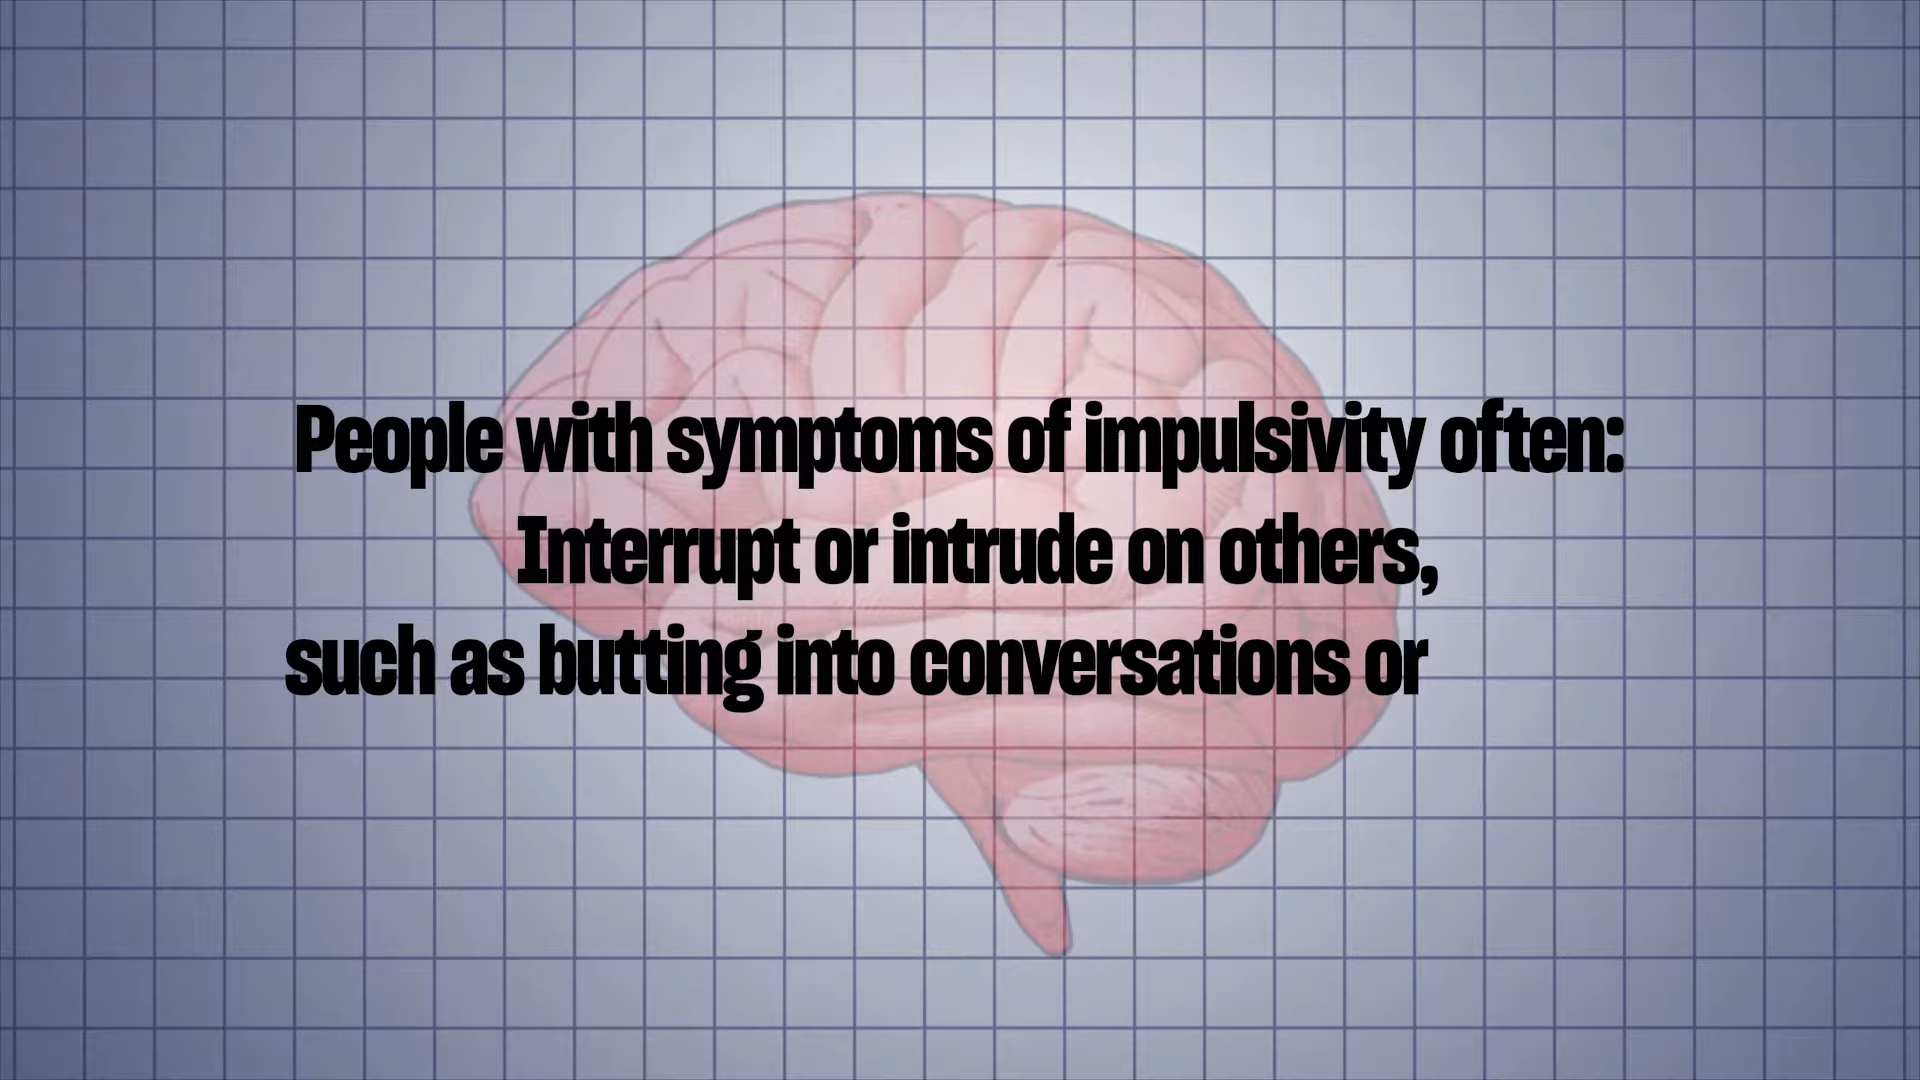 People with symptoms of impulsivity often:
Interrupt or intrude on others,
such as butting into conversations or